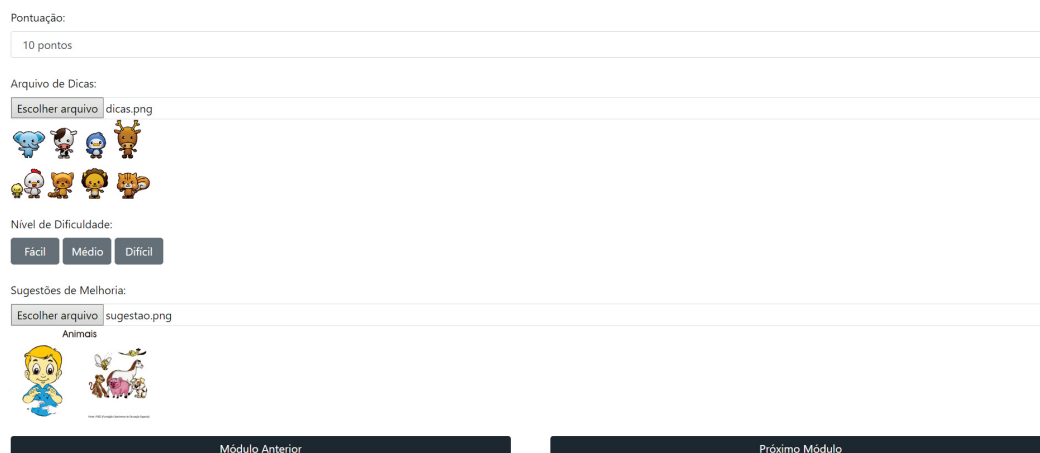 Pontuação:
10 pontos
Arquivo de Dicas:
Escolher arquivo dicas.png
Nível de Dificuldade:
Fácil Médio Difícil
Sugestões de Melhoria:
Escolher arquivo sugestao.png
Animais
Módulo Anterior Próximo Módulo